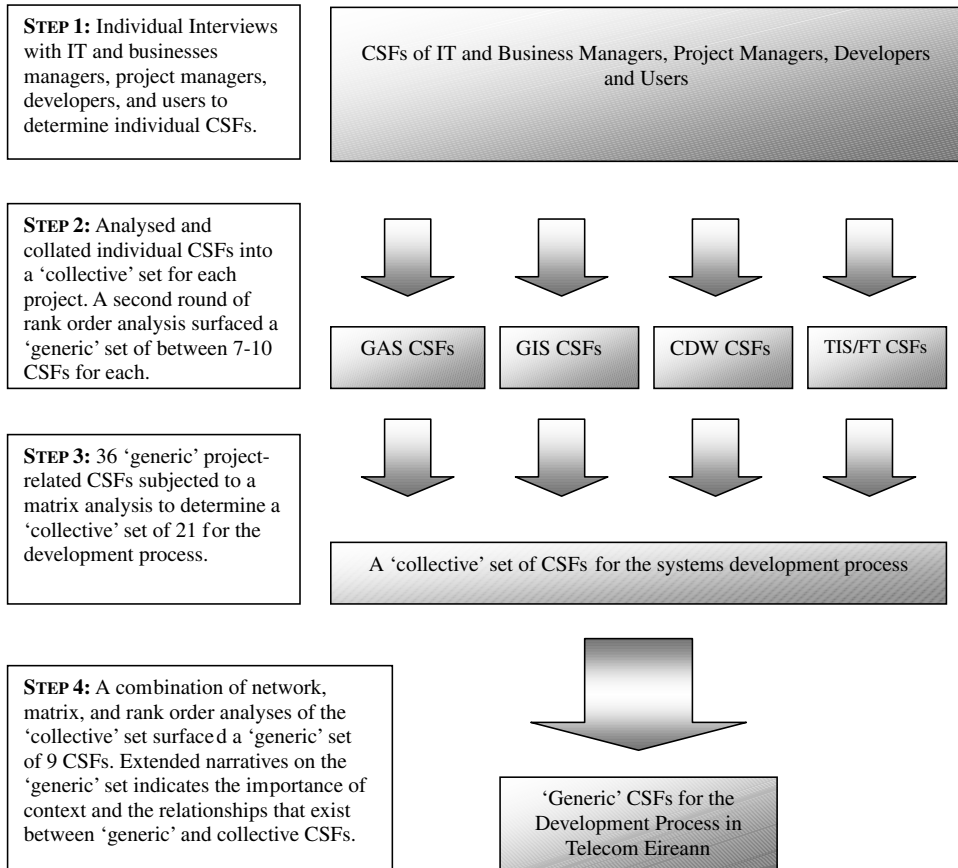 STEP 1: Individual Interviews
with IT and businesses
managers, project managers,
developers, and users to
determine individual CSFs.
CSFs of IT and Business Managers, Project Managers, Developers
and Users
STEP 2: Analysed and
collated individual CSFs into
a ‘collective’ set for each
project. A second round of
rank order analysis surfaced a
‘generic’ set of between 7-10
CSFs for each.
GAS CSFs
GIS CSFs
CDW CSFs
TIS/FT CSFs
STEP 3: 36 ‘generic’ project-
related CSFs subjected to a
matrix analysis to determine a
‘collective’ set of 21 for the
development process.
A ‘collective’ set of CSFs for the systems development process
STEP 4: A combination of network,
matrix, and rank order analyses of the
‘collective’ set surfaced a ‘generic’ set
of 9 CSFs. Extended narratives on the
‘generic’ set indicates the importance of
context and the relationships that exist
between ‘generic’ and collective CSFs.
‘Generic’ CSFs for the
Development Process in
Telecom Eireann